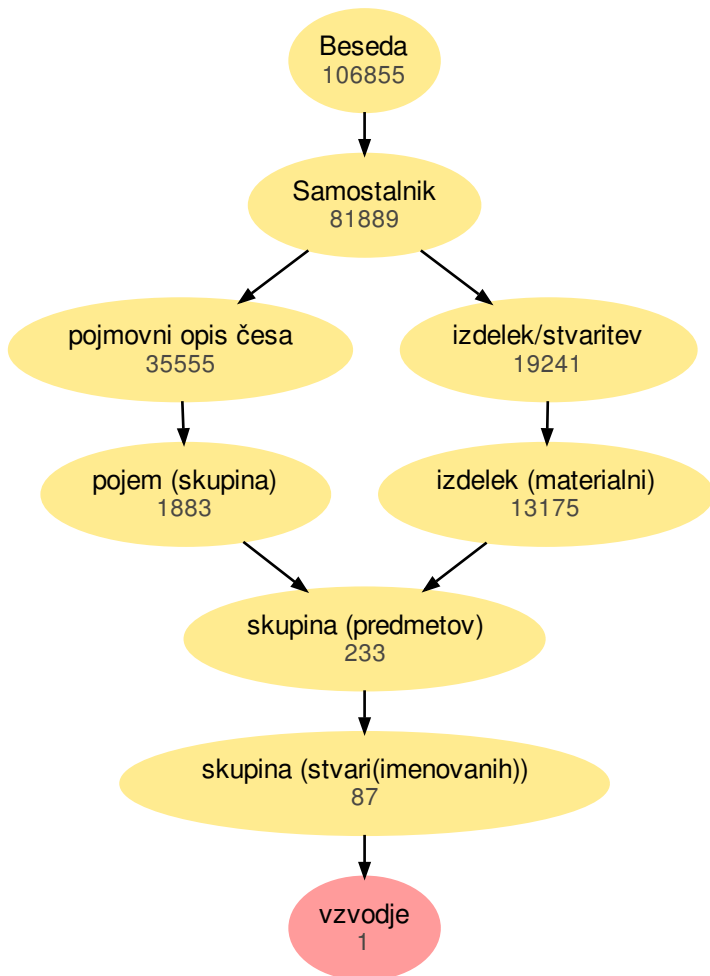 Beseda
106855
Samostalnik
81889
pojmovni opis česa
35555
izdelek/stvaritev
19241
pojem (skupina)
1883
izdelek (materialni)
13175
skupina (predmetov)
233
skupina (stvari(imenovanih))
87
vzvodje
1